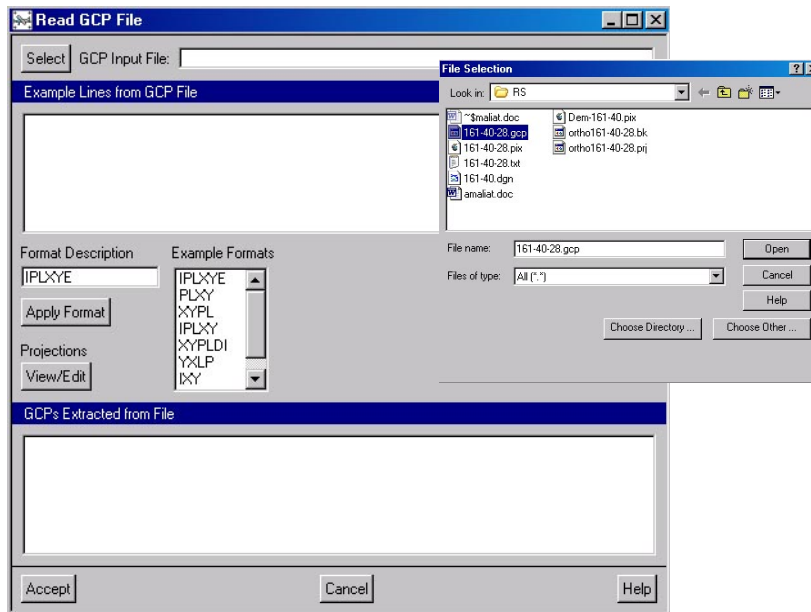 Read GCP File
Select GCP Input File:
Example Lines from GCP File
Format Description
IPLXYE
Apply Format
Projections
View/Edit
Example Formats
IPLXYE
PLXY
XYPL
IPLXY
XYPLDI
YXLP
IXY
GCPs Extracted from File
Accept Cancel Help
File Selection
Look in: RS
~$maliat.doc
161-40-28.gcp
161-40-28.pix
161-40-28.txt
161-40.dgn
amaliat.doc
Dem-161-40.pix
ortho161-40-28.bk
ortho161-40-28.prj
File name: 161-40-28.gcp Open
Files of type: All (*.*) Cancel
Help
Choose Directory ... Choose Other ...